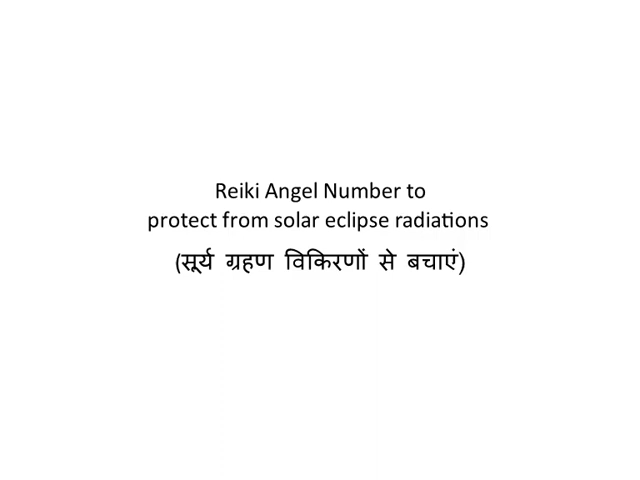 Reiki Angel Number to
protect from solar eclipse radiations
(सूर्य ग्रहण विकिरणों से बचाएं)